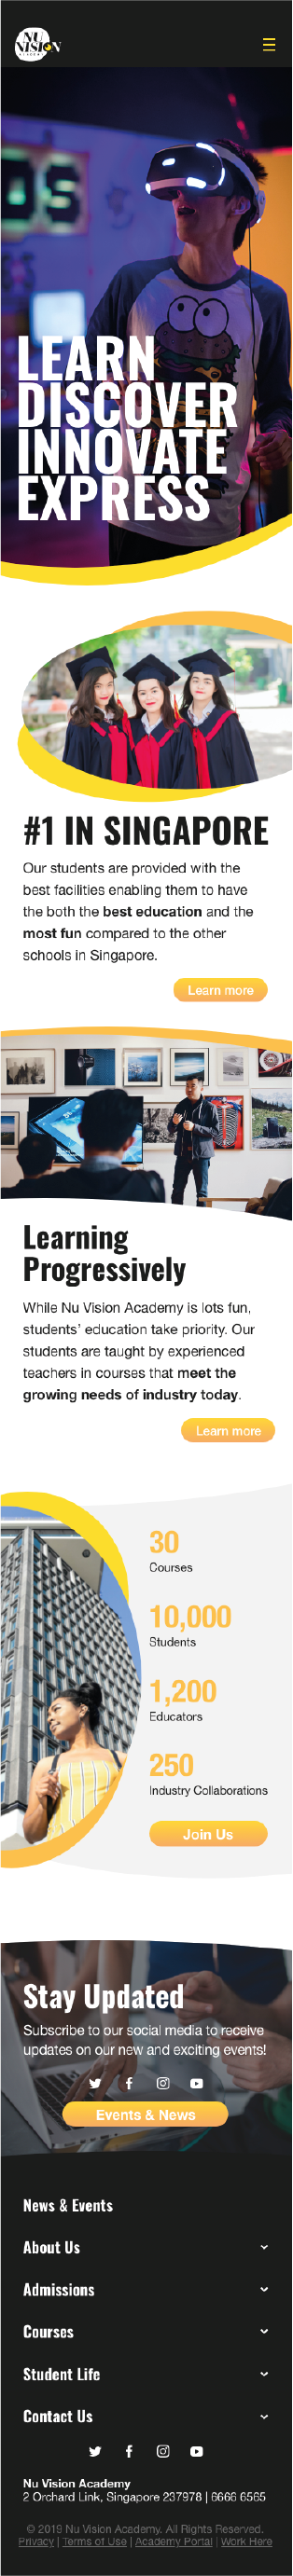 NU
VISION
ACADEMY
LEARN
DISCOVER
INNOVATE
EXPRESS
#1 IN SINGAPORE
Our students are provided with the
best facilities enabling them to have
the both the best education and the
most fun compared to the other
schools in Singapore.
Learn more
Learning
Progressively
While Nu Vision Academy is lots fun,
students’ education take priority. Our
students are taught by experienced
teachers in courses that meet the
growing needs of industry today.
Learn more
30
Courses
10,000
Students
1,200
Educators
250
Industry Collaborations
Join Us
Stay Updated
Subscribe to our social media to receive
updates on our new and exciting events!
Events & News
News & Events
About Us
Admissions
Courses
Student Life
Contact Us
Nu Vision Academy
2 Orchard Link, Singapore 237978 | 6666 6565
© 2019 Nu Vision Academy. All Rights Reserved.
Privacy | Terms of Use | Academy Portal | Work Here